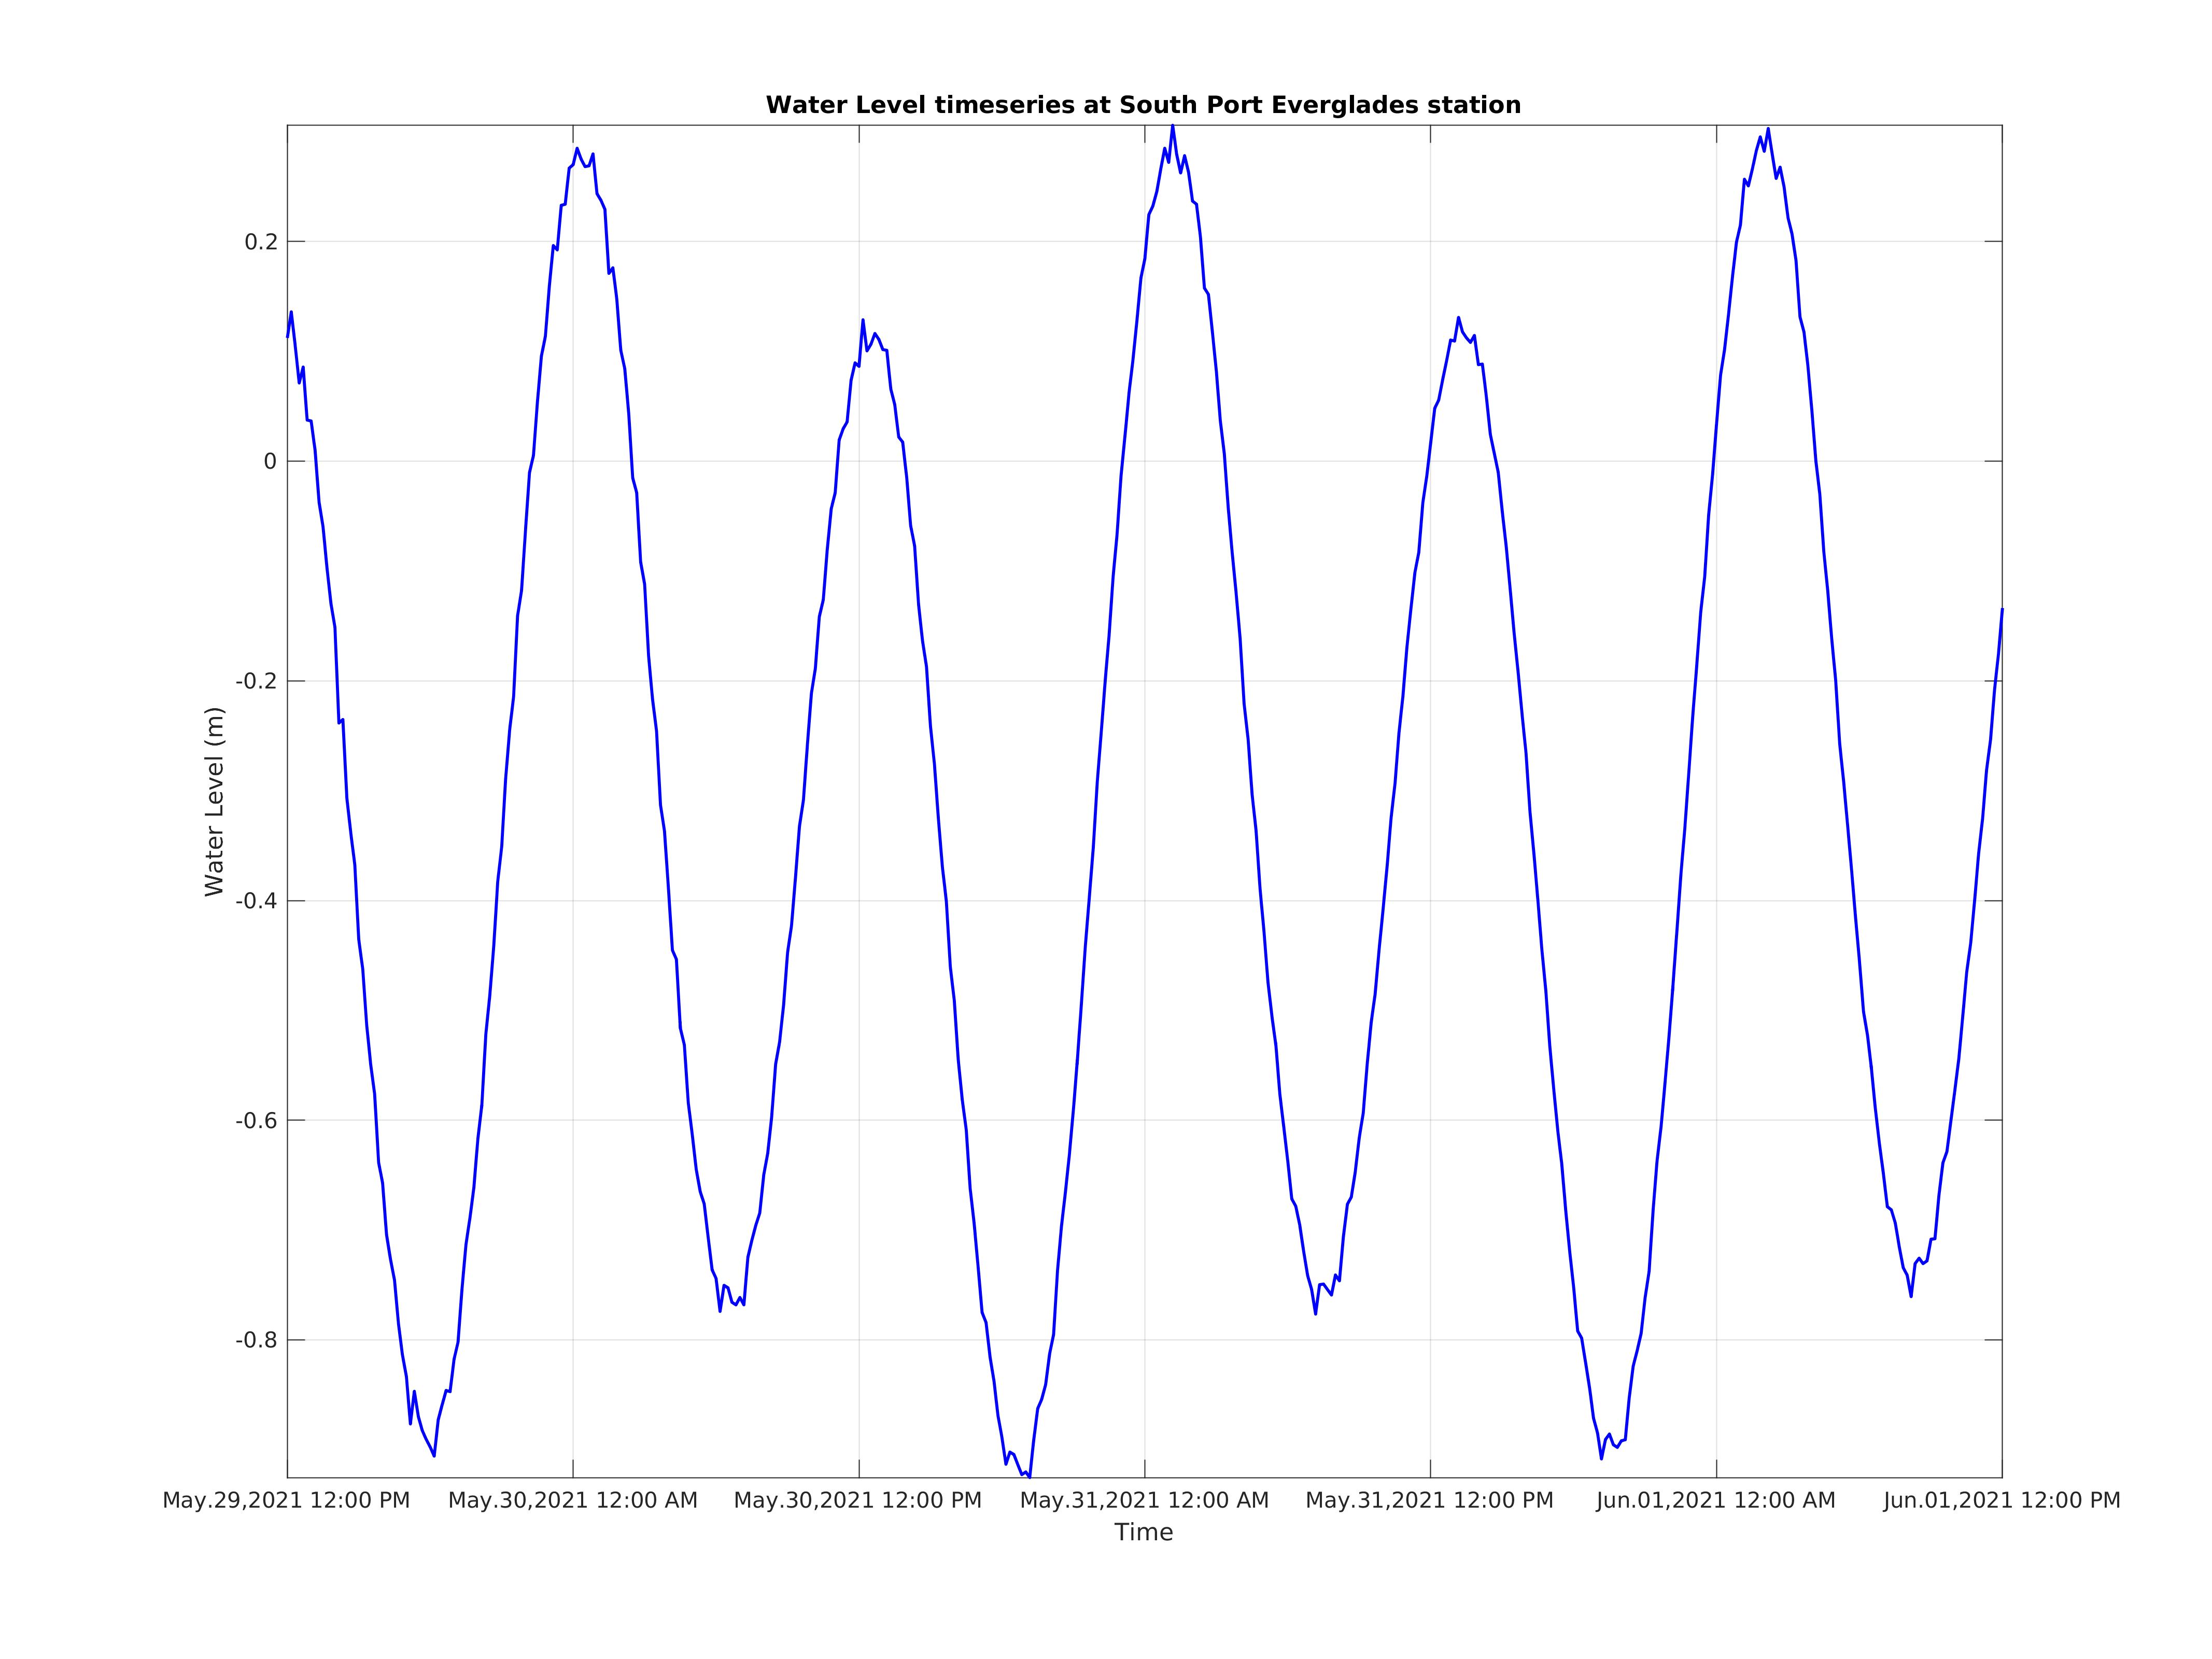 Water Level timeseries at South Port Everglades station
0.2
0
-0.2
-0.4
-0.6
-0.8
Water Level (m)
May.29,2021 12:00 PM
May.30,2021 12:00 AM
May.30,2021 12:00 PM
May.31,2021 12:00 AM
May.31,2021 12:00 PM
Jun.01,2021 12:00 AM
Jun.01,2021 12:00 PM
Time